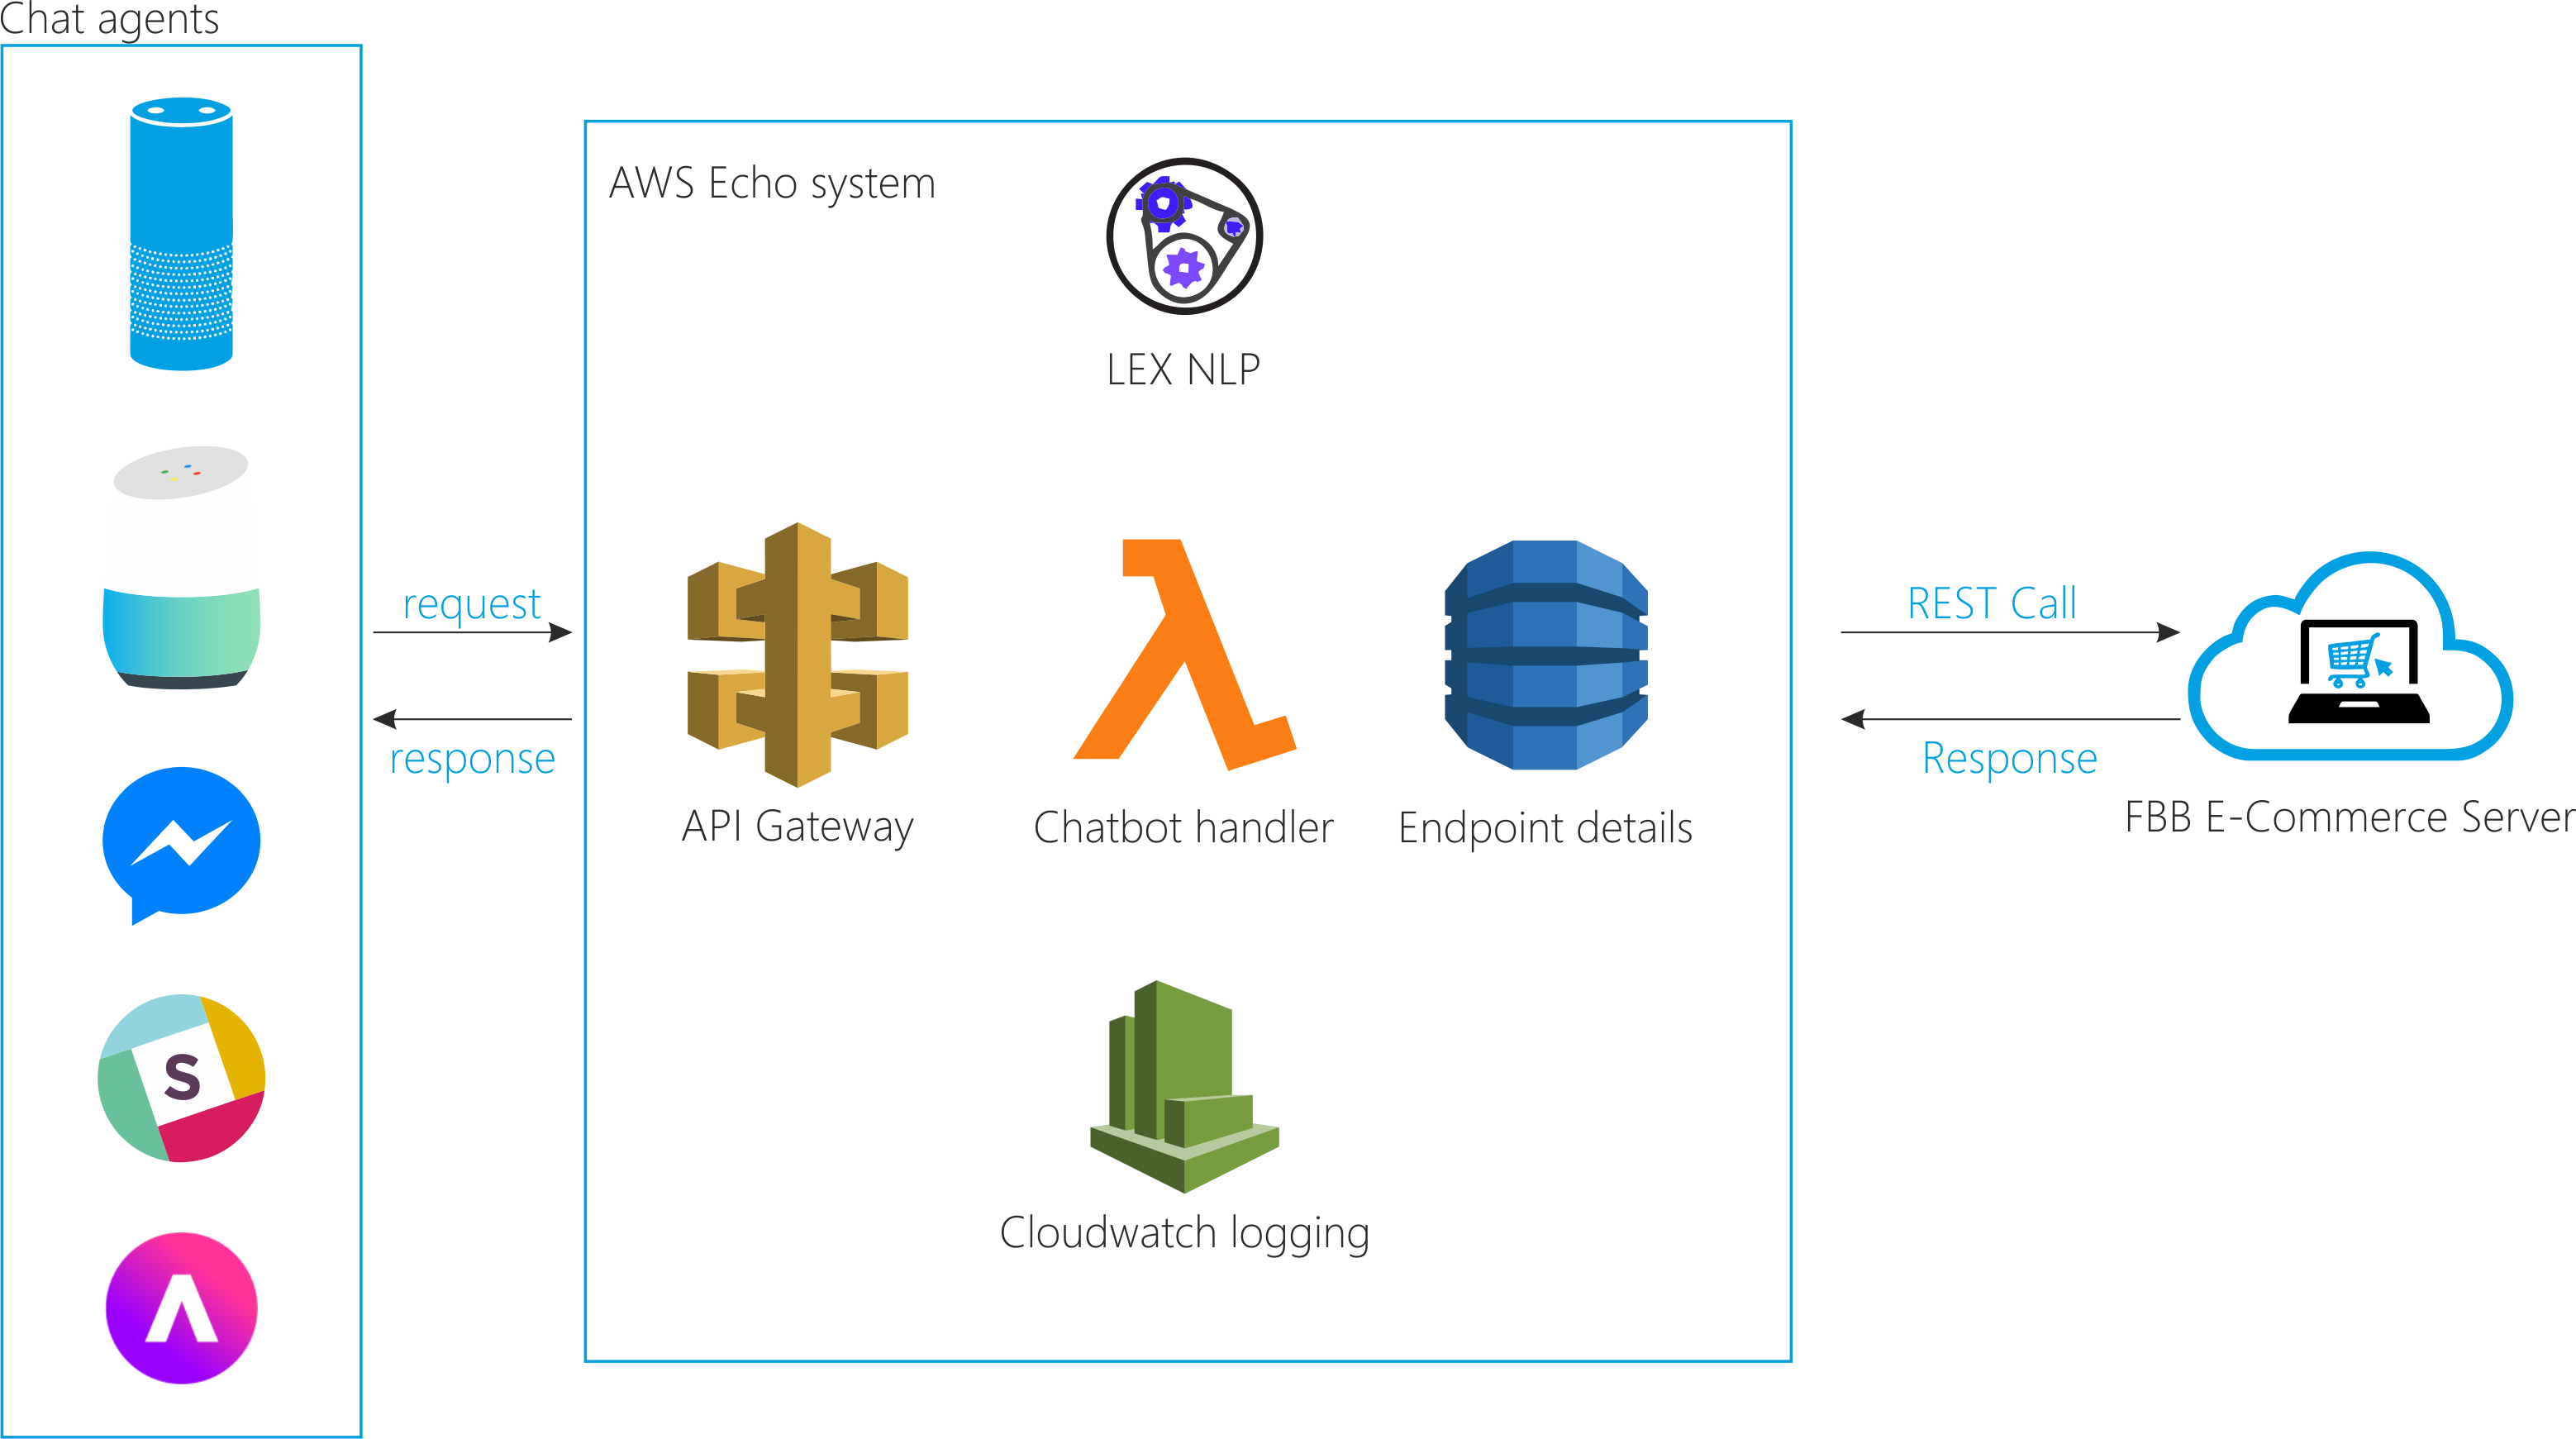 Chat agents
AWS Echo system
LEX NLP
request
response
API Gateway
Chatbot handler
Endpoint details
REST Call
Response
FBB E-Commerce Server
S
Cloudwatch logging